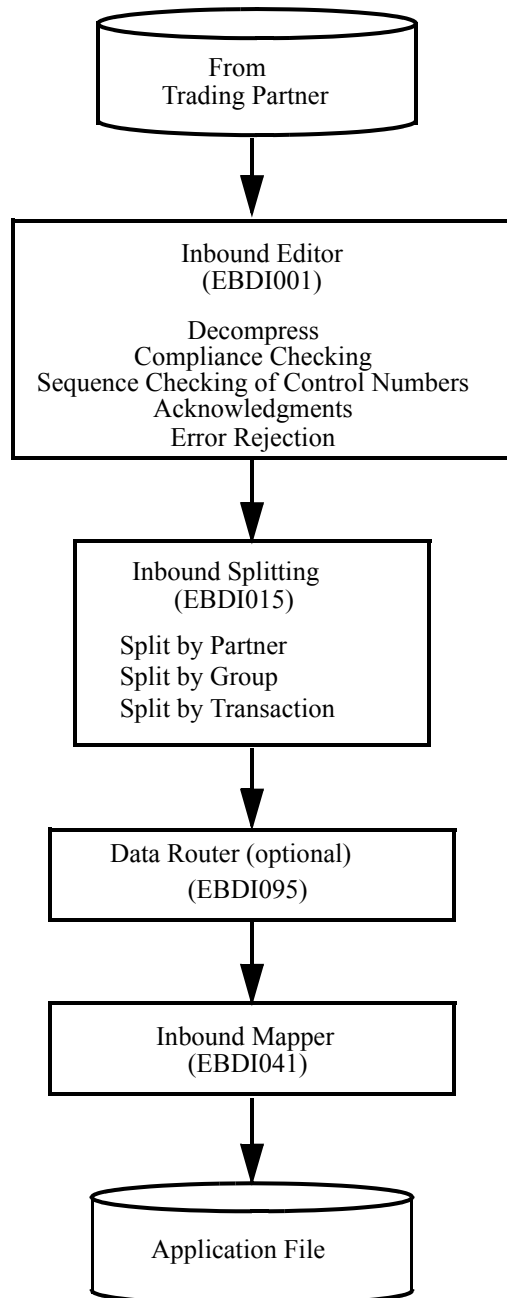 From
Trading Partner
Inbound Editor
(EBDI001)
Decompress
Compliance Checking
Sequence Checking of Control Numbers
Acknowledgments
Error Rejection
Inbound Splitting
(EBDI015)
Split by Partner
Split by Group
Split by Transaction
Data Router (optional)
(EBDI095)
Inbound Mapper
(EBDI041)
Application File